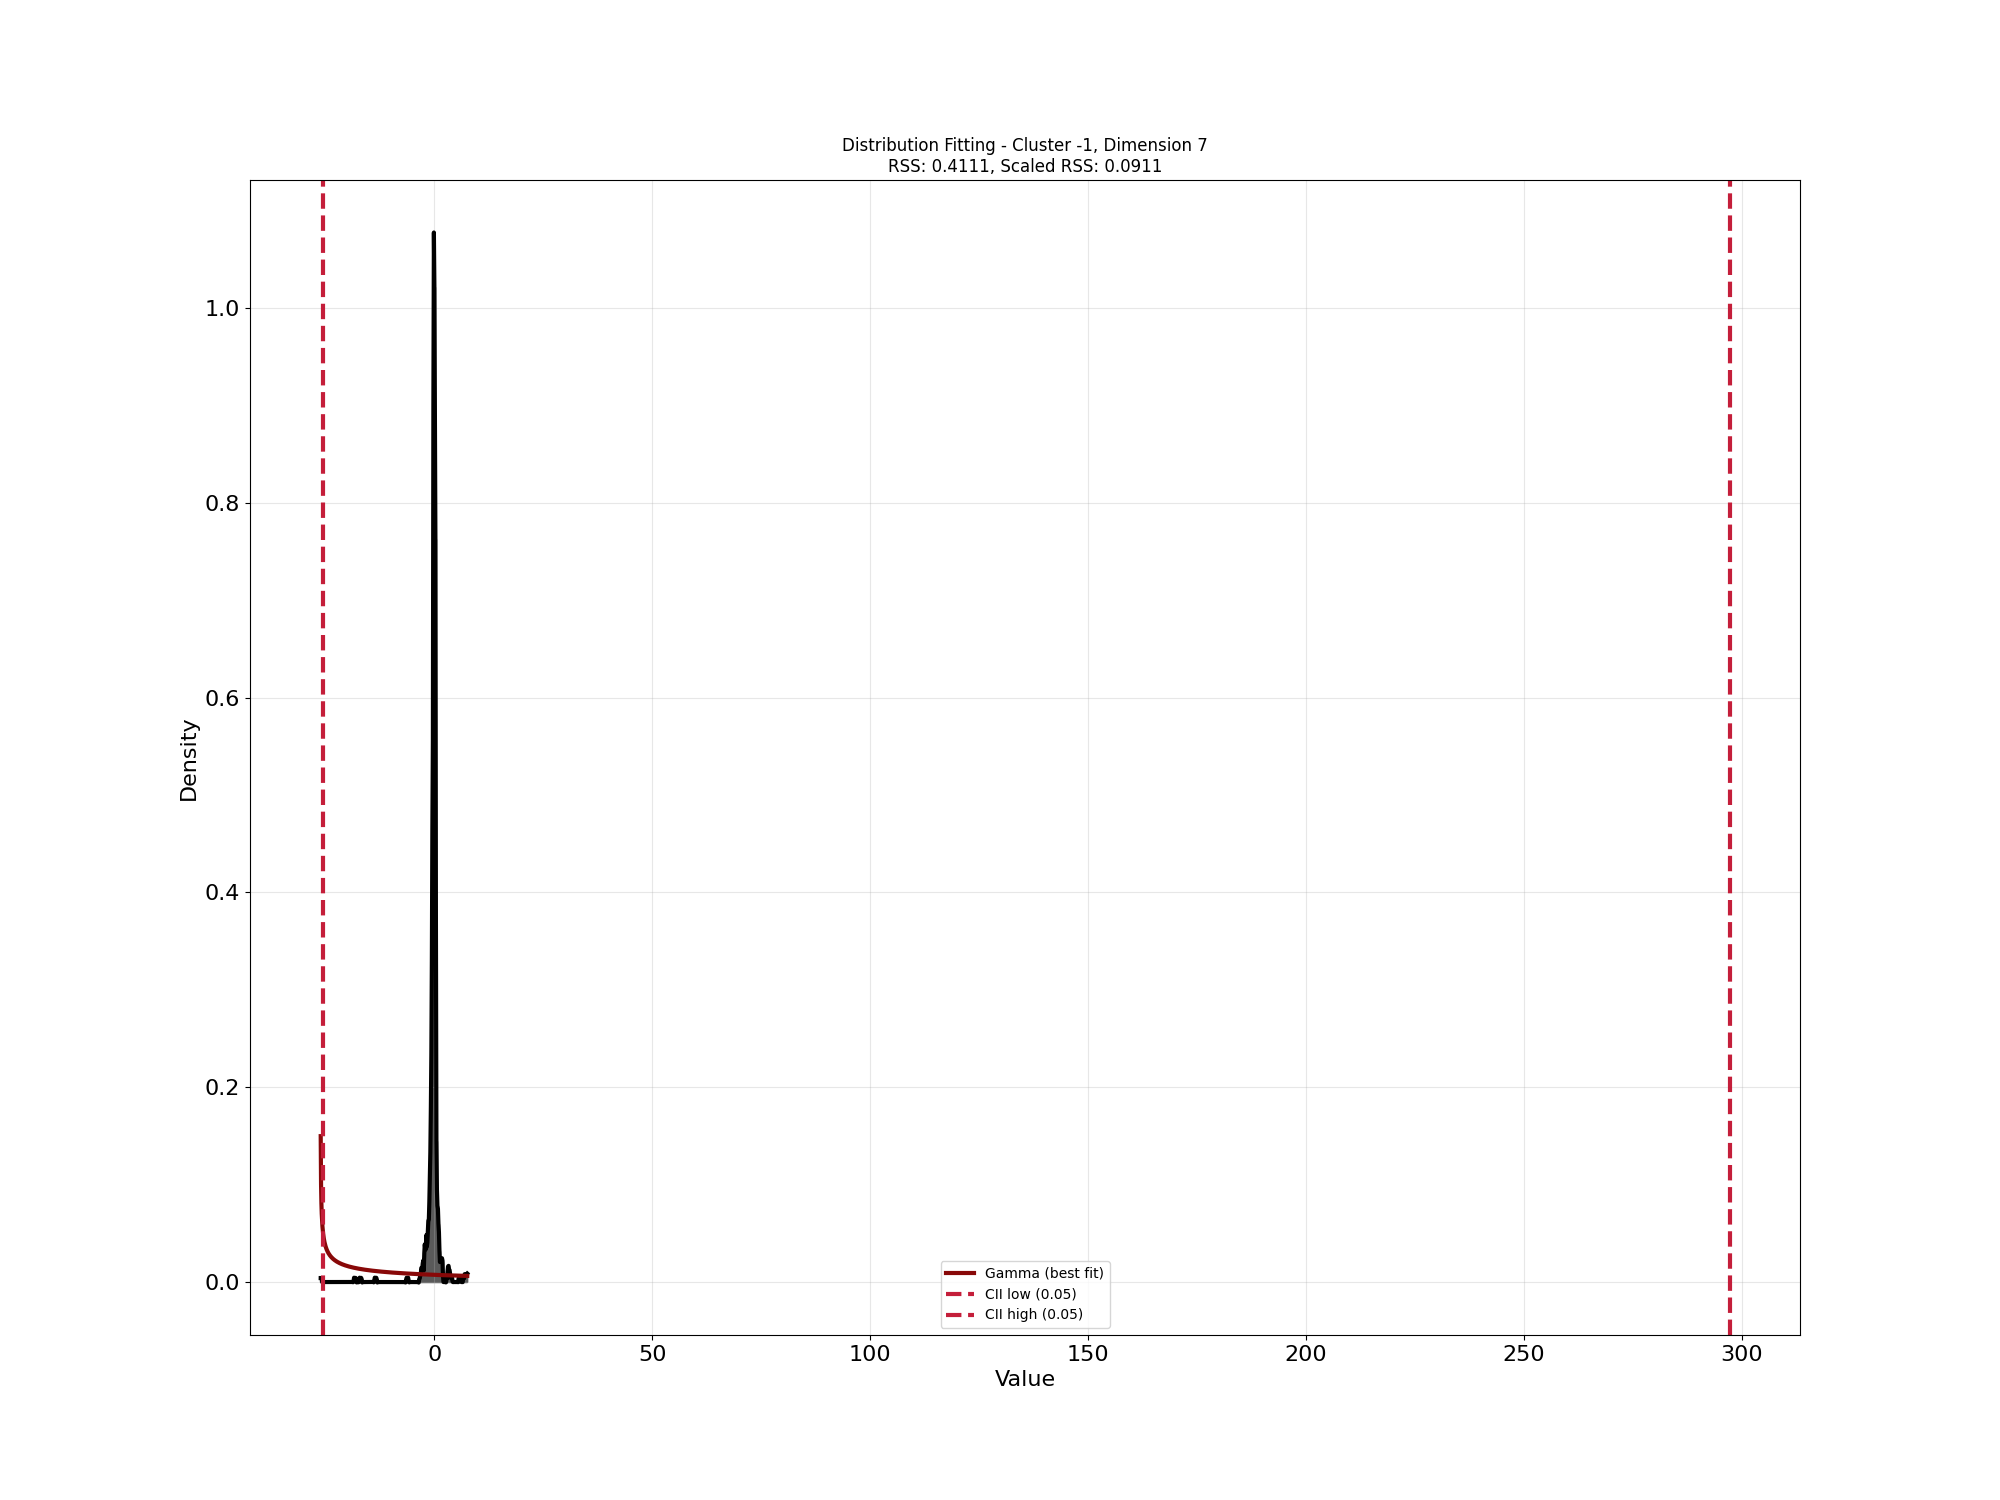 Distribution Fitting - Cluster -1, Dimension 7
RSS: 0.4111, Scaled RSS: 0.0911
1.0
0.8
0.6
0.4
0.2
0.0
Density
Gamma (best fit)
CII low (0.05)
CII high (0.05)
0 50 100 150 200 250 300
Value